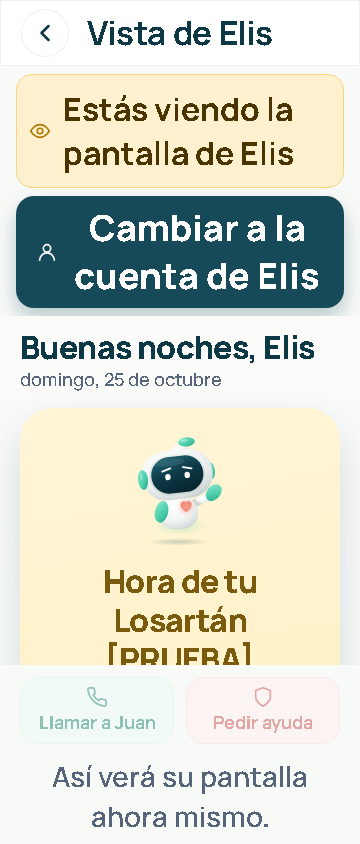 Vista de Elis
Estás viendo la
pantalla de Elis
Cambiar a la
cuenta de Elis
Buenas noches, Elis
domingo, 25 de octubre
Hora de tu
Losartán
[PRUEBA]
Llamar a Juan
Pedir ayuda
Así verá su pantalla
ahora mismo.